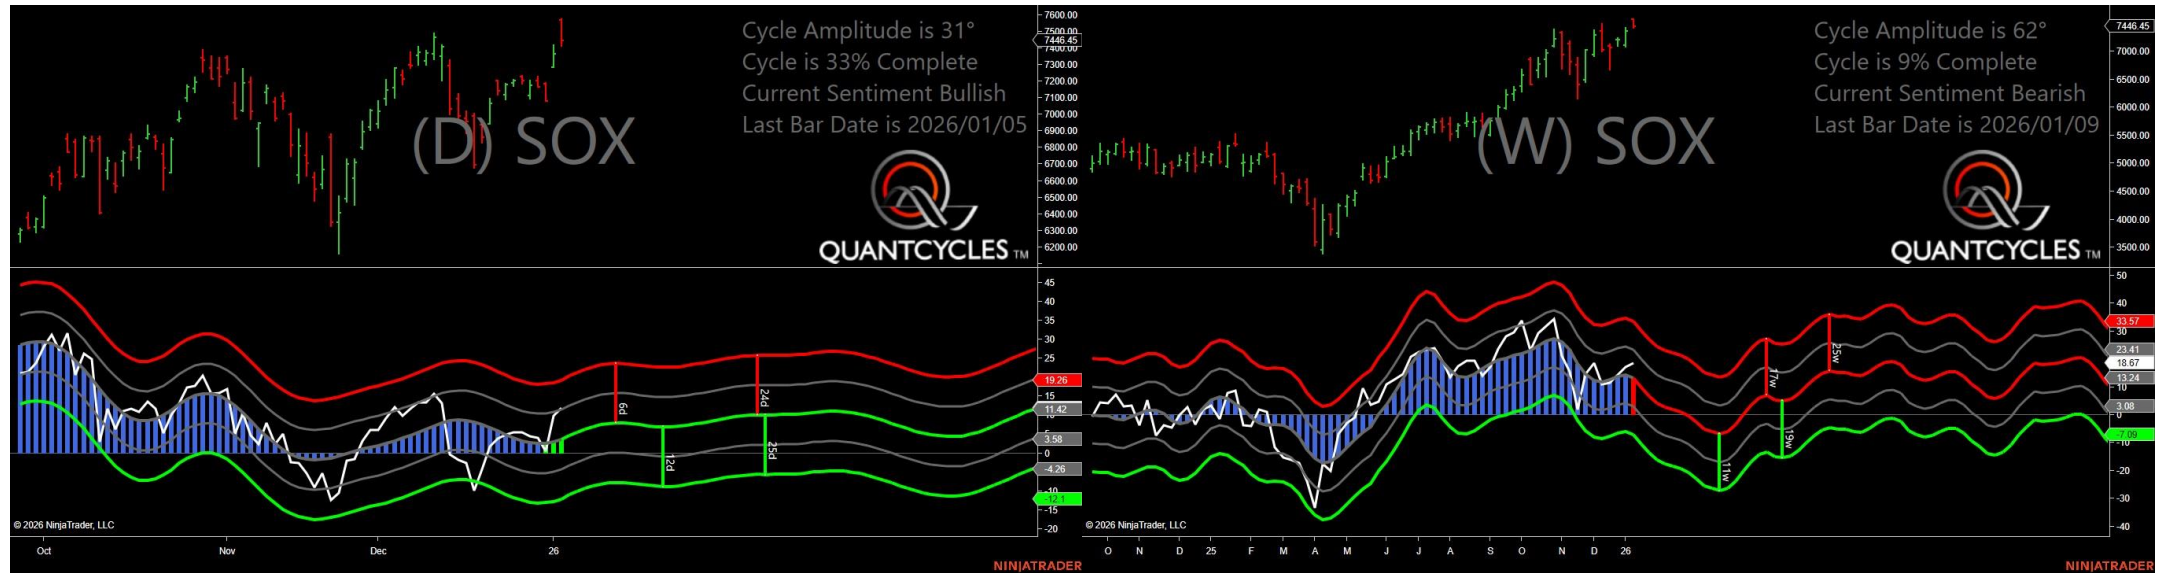 Cycle Amplitude is 31°
Cycle is 33% Complete
Current Sentiment Bullish
Last Bar Date is 2026/01/05
(D) SOX
QUANTCYCLES TM
7600.00
7500.00
7446.45
7400.00
7300.00
7200.00
7100.00
7000.00
6900.00
6800.00
6700.00
6600.00
6500.00
6400.00
6300.00
6200.00
45
40
35
30
25
19.26
15
11.42
3.58
0
-4.26
-10
-12.1
-15
-20
6d
12d
24d
25d
© 2026 NinjaTrader, LLC
Oct
Nov
Dec
26
NINJATRADER
Cycle Amplitude is 62°
Cycle is 9% Complete
Current Sentiment Bearish
Last Bar Date is 2026/01/09
(W) SOX
QUANTCYCLES TM
7446.45
7000.00
6500.00
6000.00
5500.00
5000.00
4500.00
4000.00
3500.00
50
40
33.57
30
23.41
18.67
13.24
10
3.08
0
-7.09
-20
-30
-40
11w
17w
19w
25w
© 2026 NinjaTrader, LLC
O N D 25 F M A M J J A S O N D 26
NINJATRADER